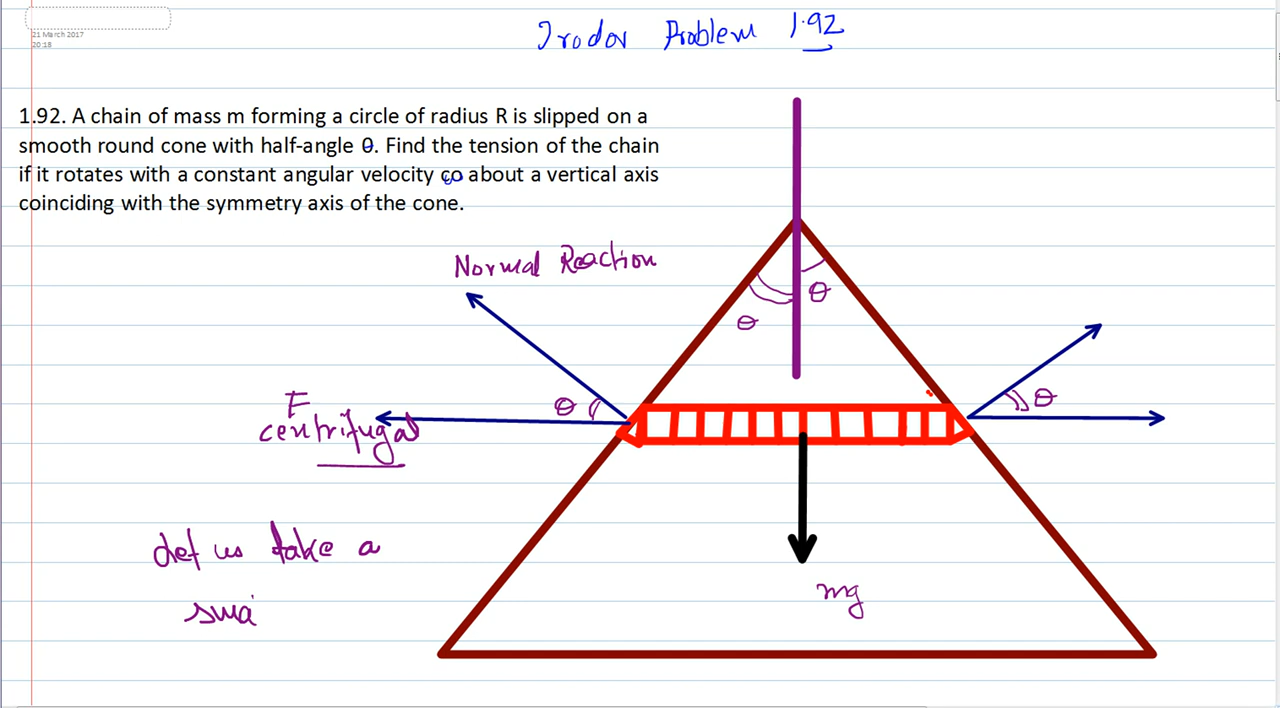 21 March 2017
20:18
Irodov Problem 1.92
1.92. A chain of mass m forming a circle of radius R is slipped on a
smooth round cone with half-angle θ. Find the tension of the chain
if it rotates with a constant angular velocity ω about a vertical axis
coinciding with the symmetry axis of the cone.
Normal Reaction
θ
θ
θ
θ
F
centrifugal
Let us take a
sma
mg